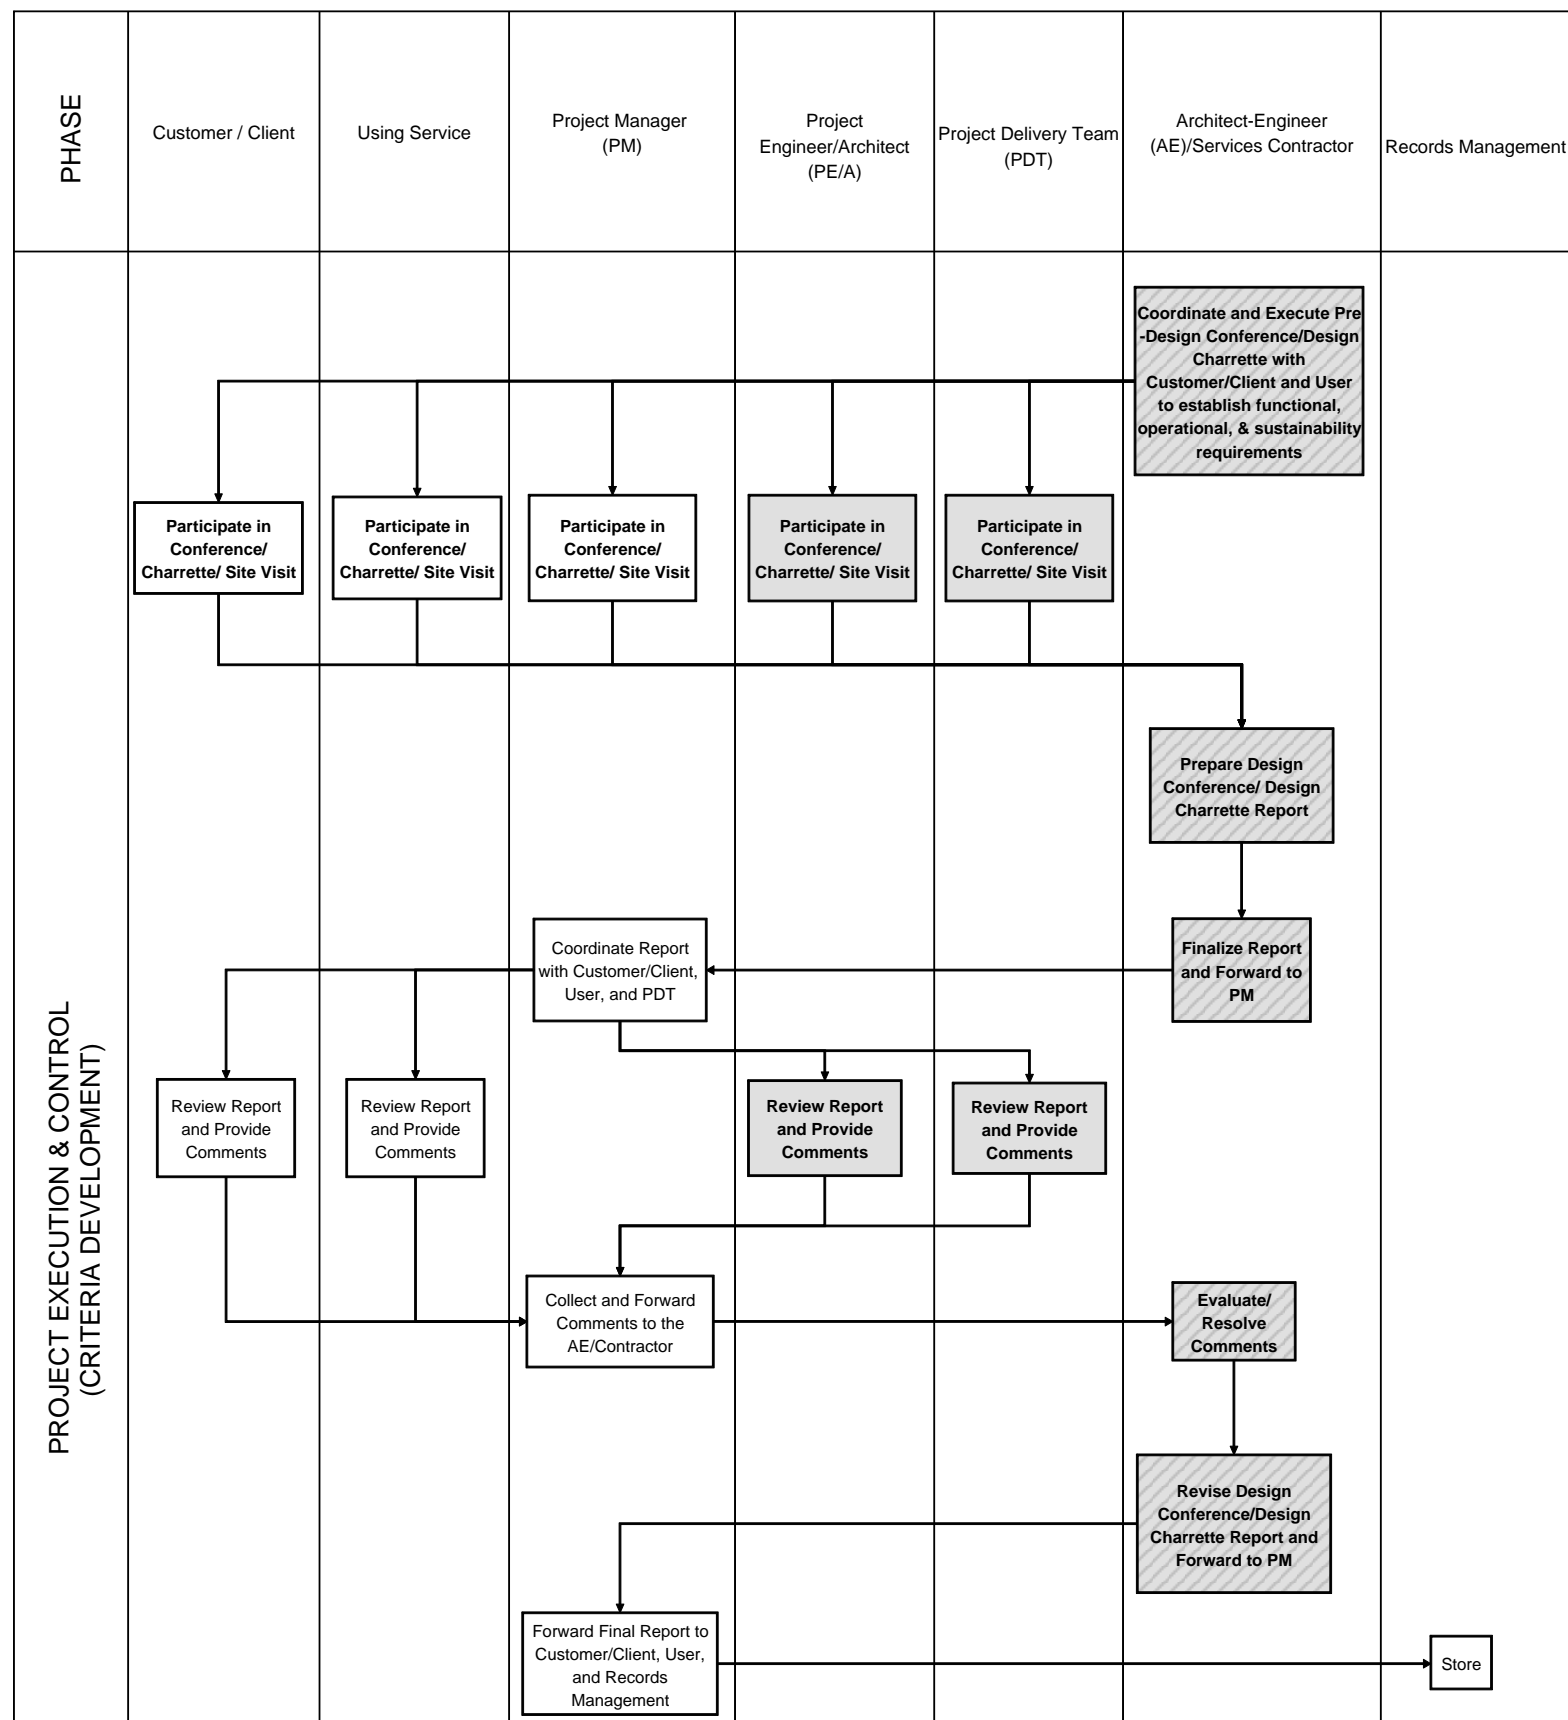 PHASE
Customer / Client
Using Service
Project Manager
(PM)
Project
Engineer/Architect
(PE/A)
Project Delivery Team
(PDT)
Architect-Engineer
(AE)/Services Contractor
Records Management
PROJECT EXECUTION & CONTROL
(CRITERIA DEVELOPMENT)
Coordinate and Execute Pre
-Design Conference/Design
Charrette with
Customer/Client and User
to establish functional,
operational, & sustainability
requirements
Participate in
Conference/
Charrette/ Site Visit
Participate in
Conference/
Charrette/ Site Visit
Participate in
Conference/
Charrette/ Site Visit
Participate in
Conference/
Charrette/ Site Visit
Participate in
Conference/
Charrette/ Site Visit
Prepare Design
Conference/ Design
Charrette Report
Coordinate Report
with Customer/Client,
User, and PDT
Finalize Report
and Forward to
PM
Review Report
and Provide
Comments
Review Report
and Provide
Comments
Review Report
and Provide
Comments
Review Report
and Provide
Comments
Collect and Forward
Comments to the
AE/Contractor
Evaluate/
Resolve
Comments
Revise Design
Conference/Design
Charrette Report and
Forward to PM
Forward Final Report to
Customer/Client, User,
and Records
Management
Store